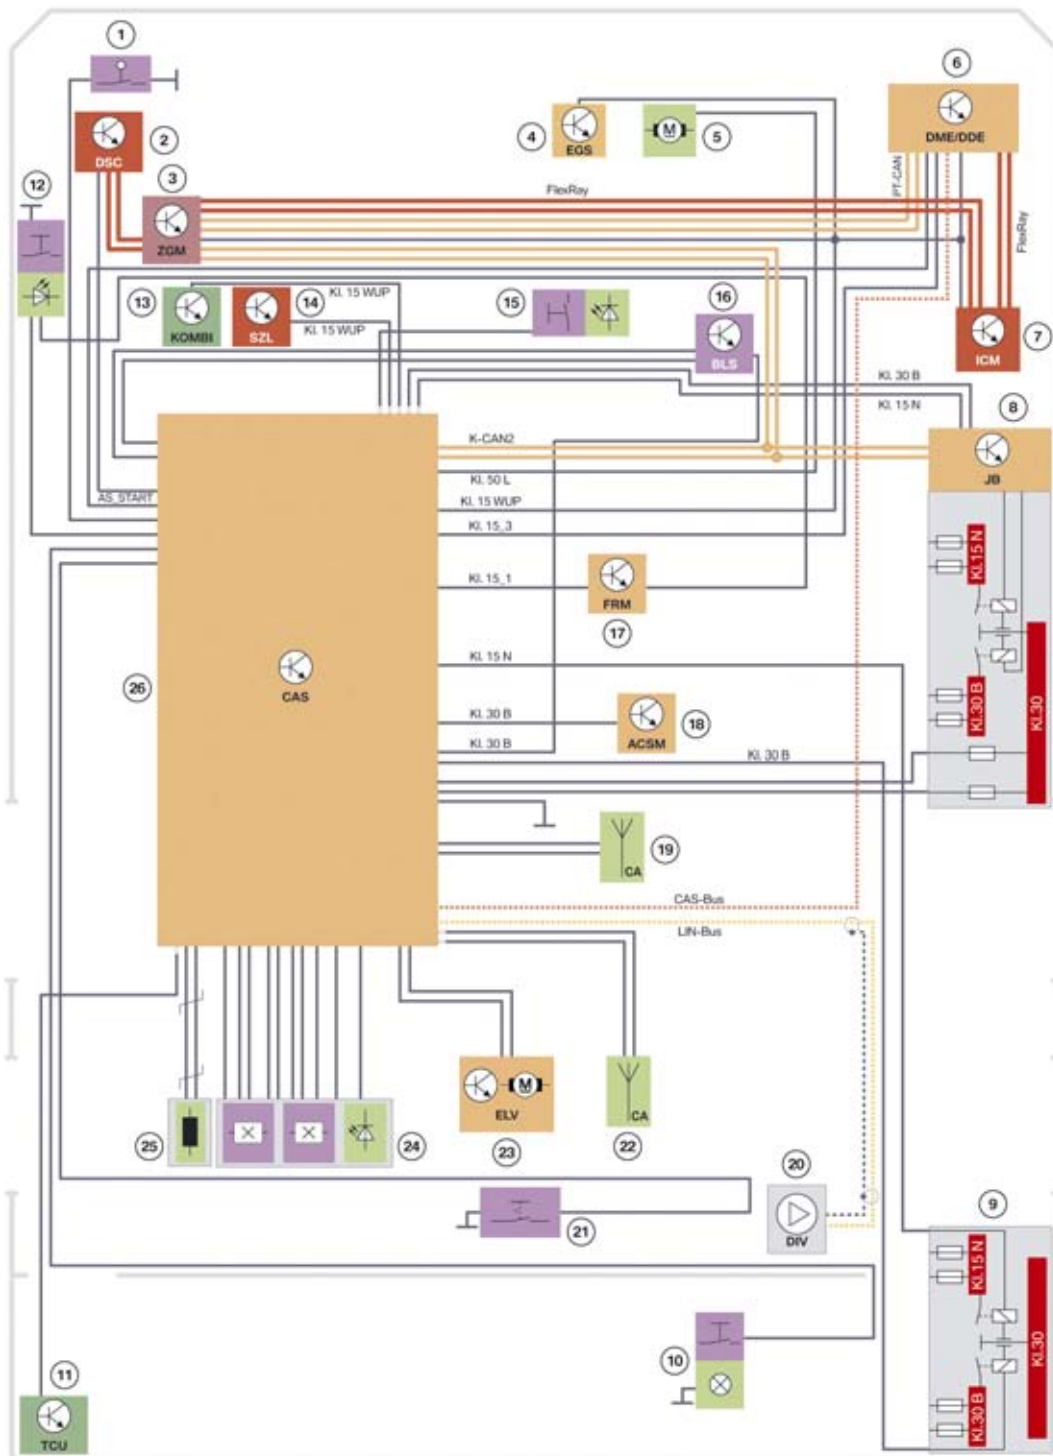 1
6
2
DSC
4
EGS
M
5
DME/DDE
3
12
FlexRay
PT-CAN
ZGM
FlexRay
13
Kl. 15 WUP
14
15
16
KOMBI
SZL
Kl. 15 WUP
BLS
7
ICM
Kl. 30 B
8
Kl. 15 N
K-CAN2
JB
Kl. 50 L
AS_START
Kl. 15 WUP
Kl. 15_3
Kl. 15 N
Kl. 15_1
FRM
17
Kl. 15 N
26
CAS
Kl. 30 B
Kl. 30
Kl. 30 B
ACSM
18
Kl. 30 B
Kl. 30 B
CA
19
CAS-Bus
LIN-Bus
M
ELV
CA
25
24
23
22
20
DIV
21
9
Kl. 15 N
Kl. 30
10
11
Kl. 30 B
TCU